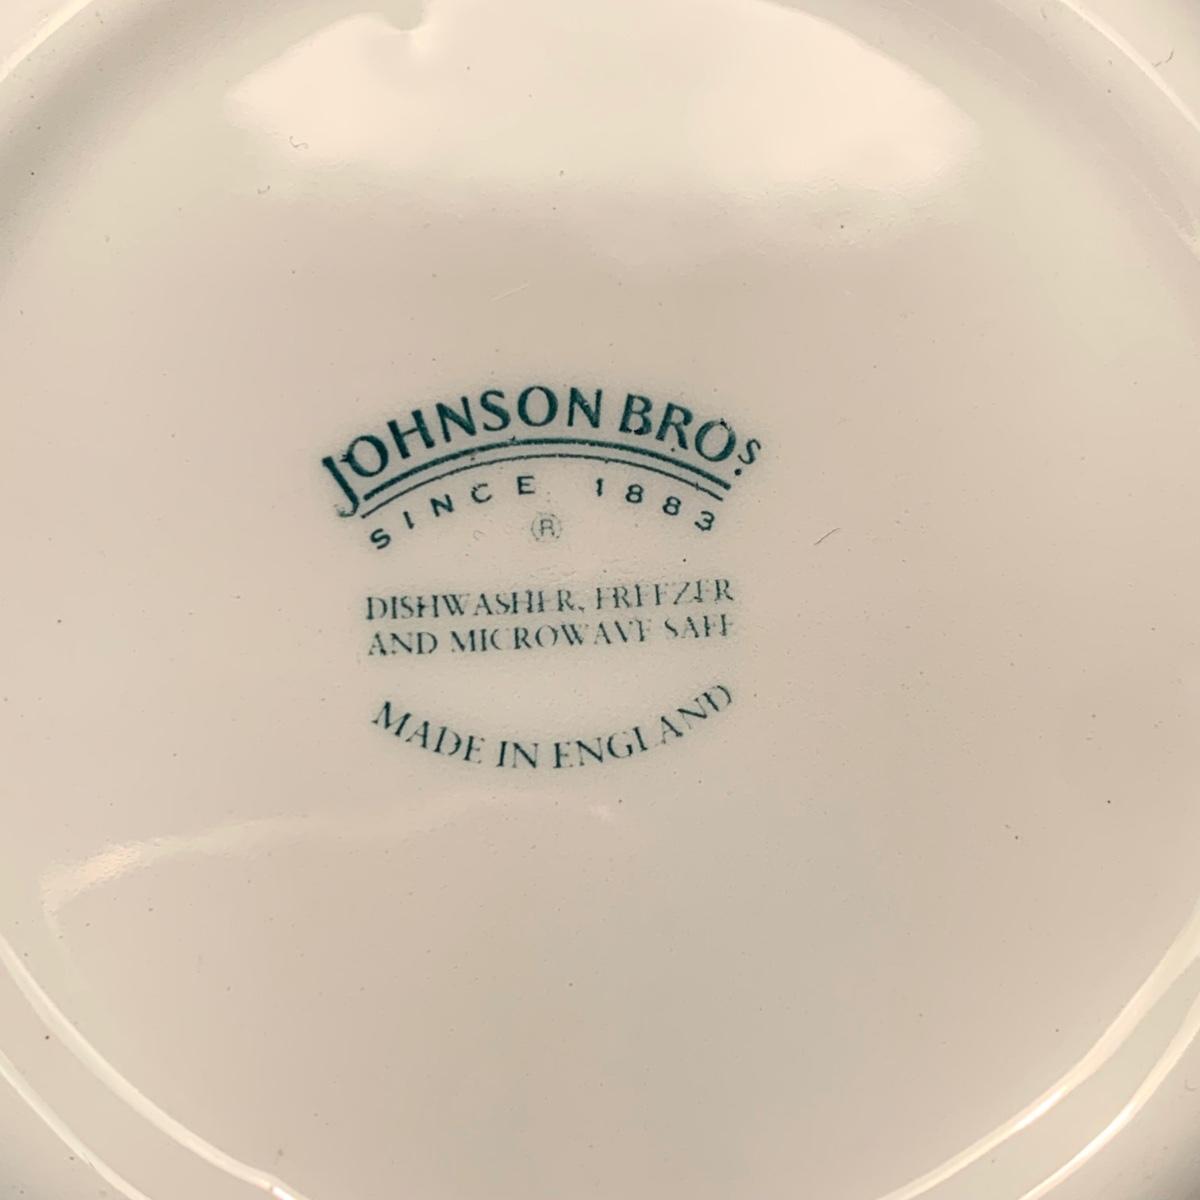 JOHNSON BROS.
SINCE 1883
®
DISHWASHER, FREEZER
AND MICROWAVE SAFE
MADE IN ENGLAND